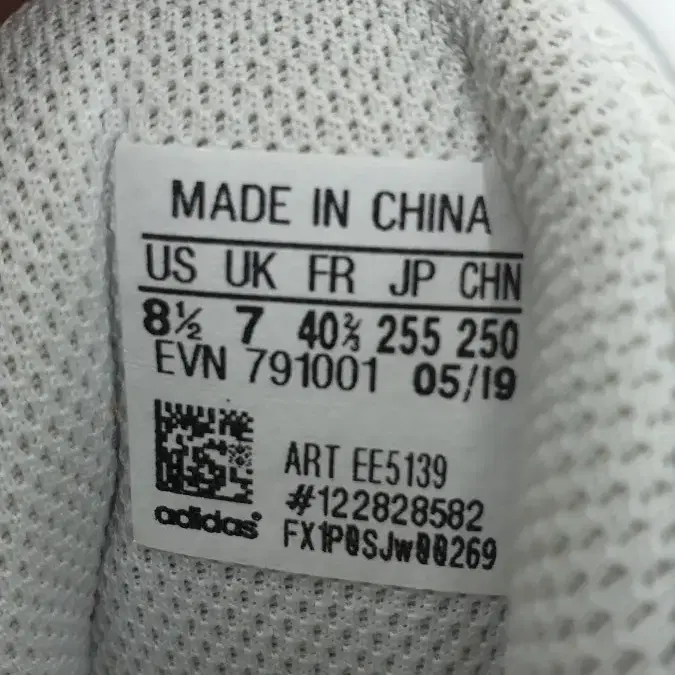 MADE IN CHINA
US UK FR JP CHN
8½ 7 40⅔ 255 250
EVN 791001 05/19
ART EE5139
#122828582
adidas®
FX1P0SJw00269